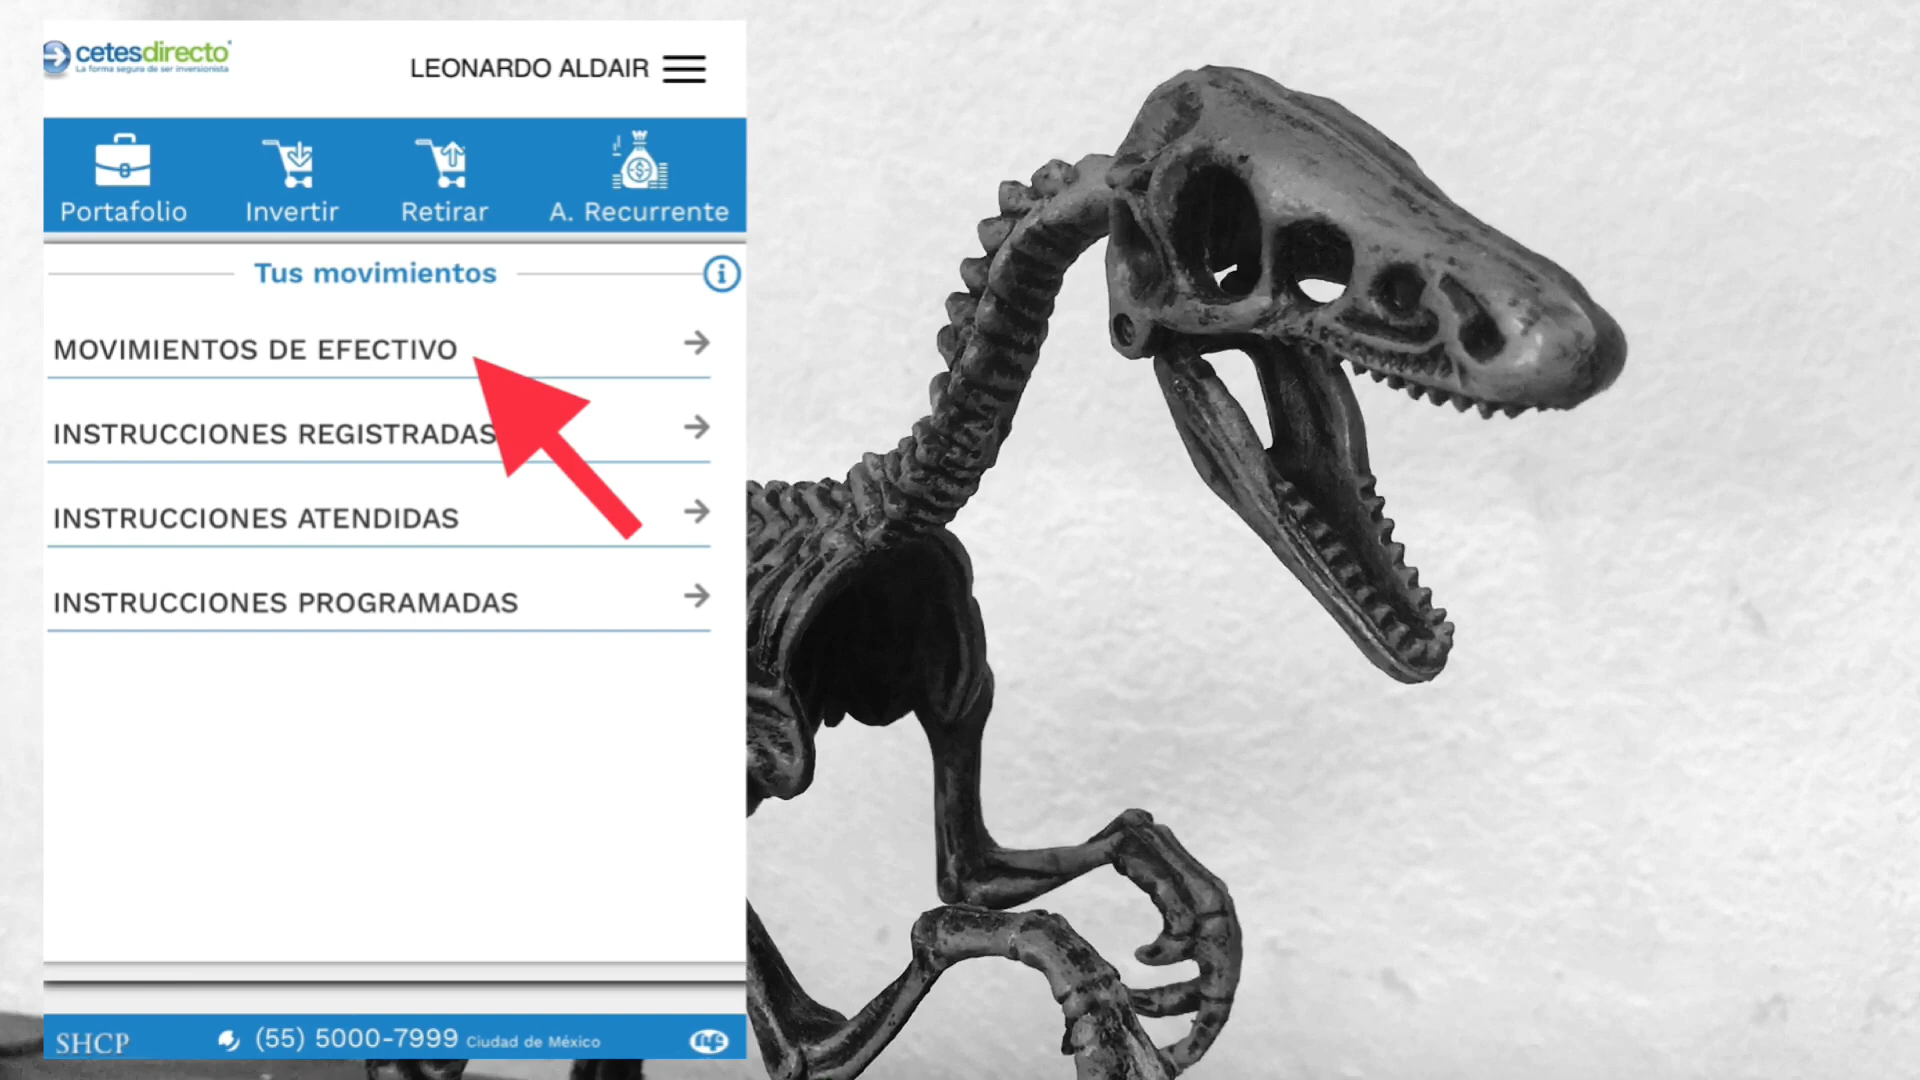 cetesdirecto
La forma segura de ser inversionista
LEONARDO ALDAIR
Portafolio
Invertir
Retirar
A. Recurrente
Tus movimientos
MOVIMIENTOS DE EFECTIVO
INSTRUCCIONES REGISTRADAS
INSTRUCCIONES ATENDIDAS
INSTRUCCIONES PROGRAMADAS
SHCP
(55) 5000-7999 Ciudad de México